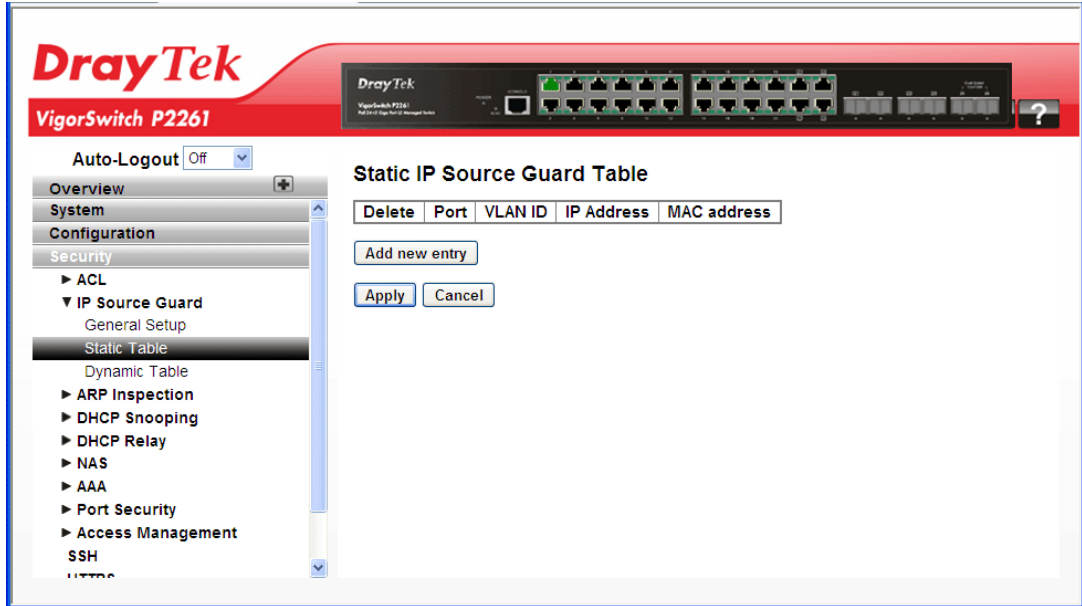 DrayTek
VigorSwitch P2261
DrayTek
VigorSwitch P2261
CONSOLE
?
Auto-Logout Off
Overview
System
Configuration
Security
ACL
IP Source Guard
General Setup
Static Table
Dynamic Table
ARP Inspection
DHCP Snooping
DHCP Relay
NAS
AAA
Port Security
Access Management
SSH
HTTPS
Static IP Source Guard Table
Delete Port VLAN ID IP Address MAC address
Add new entry
Apply Cancel